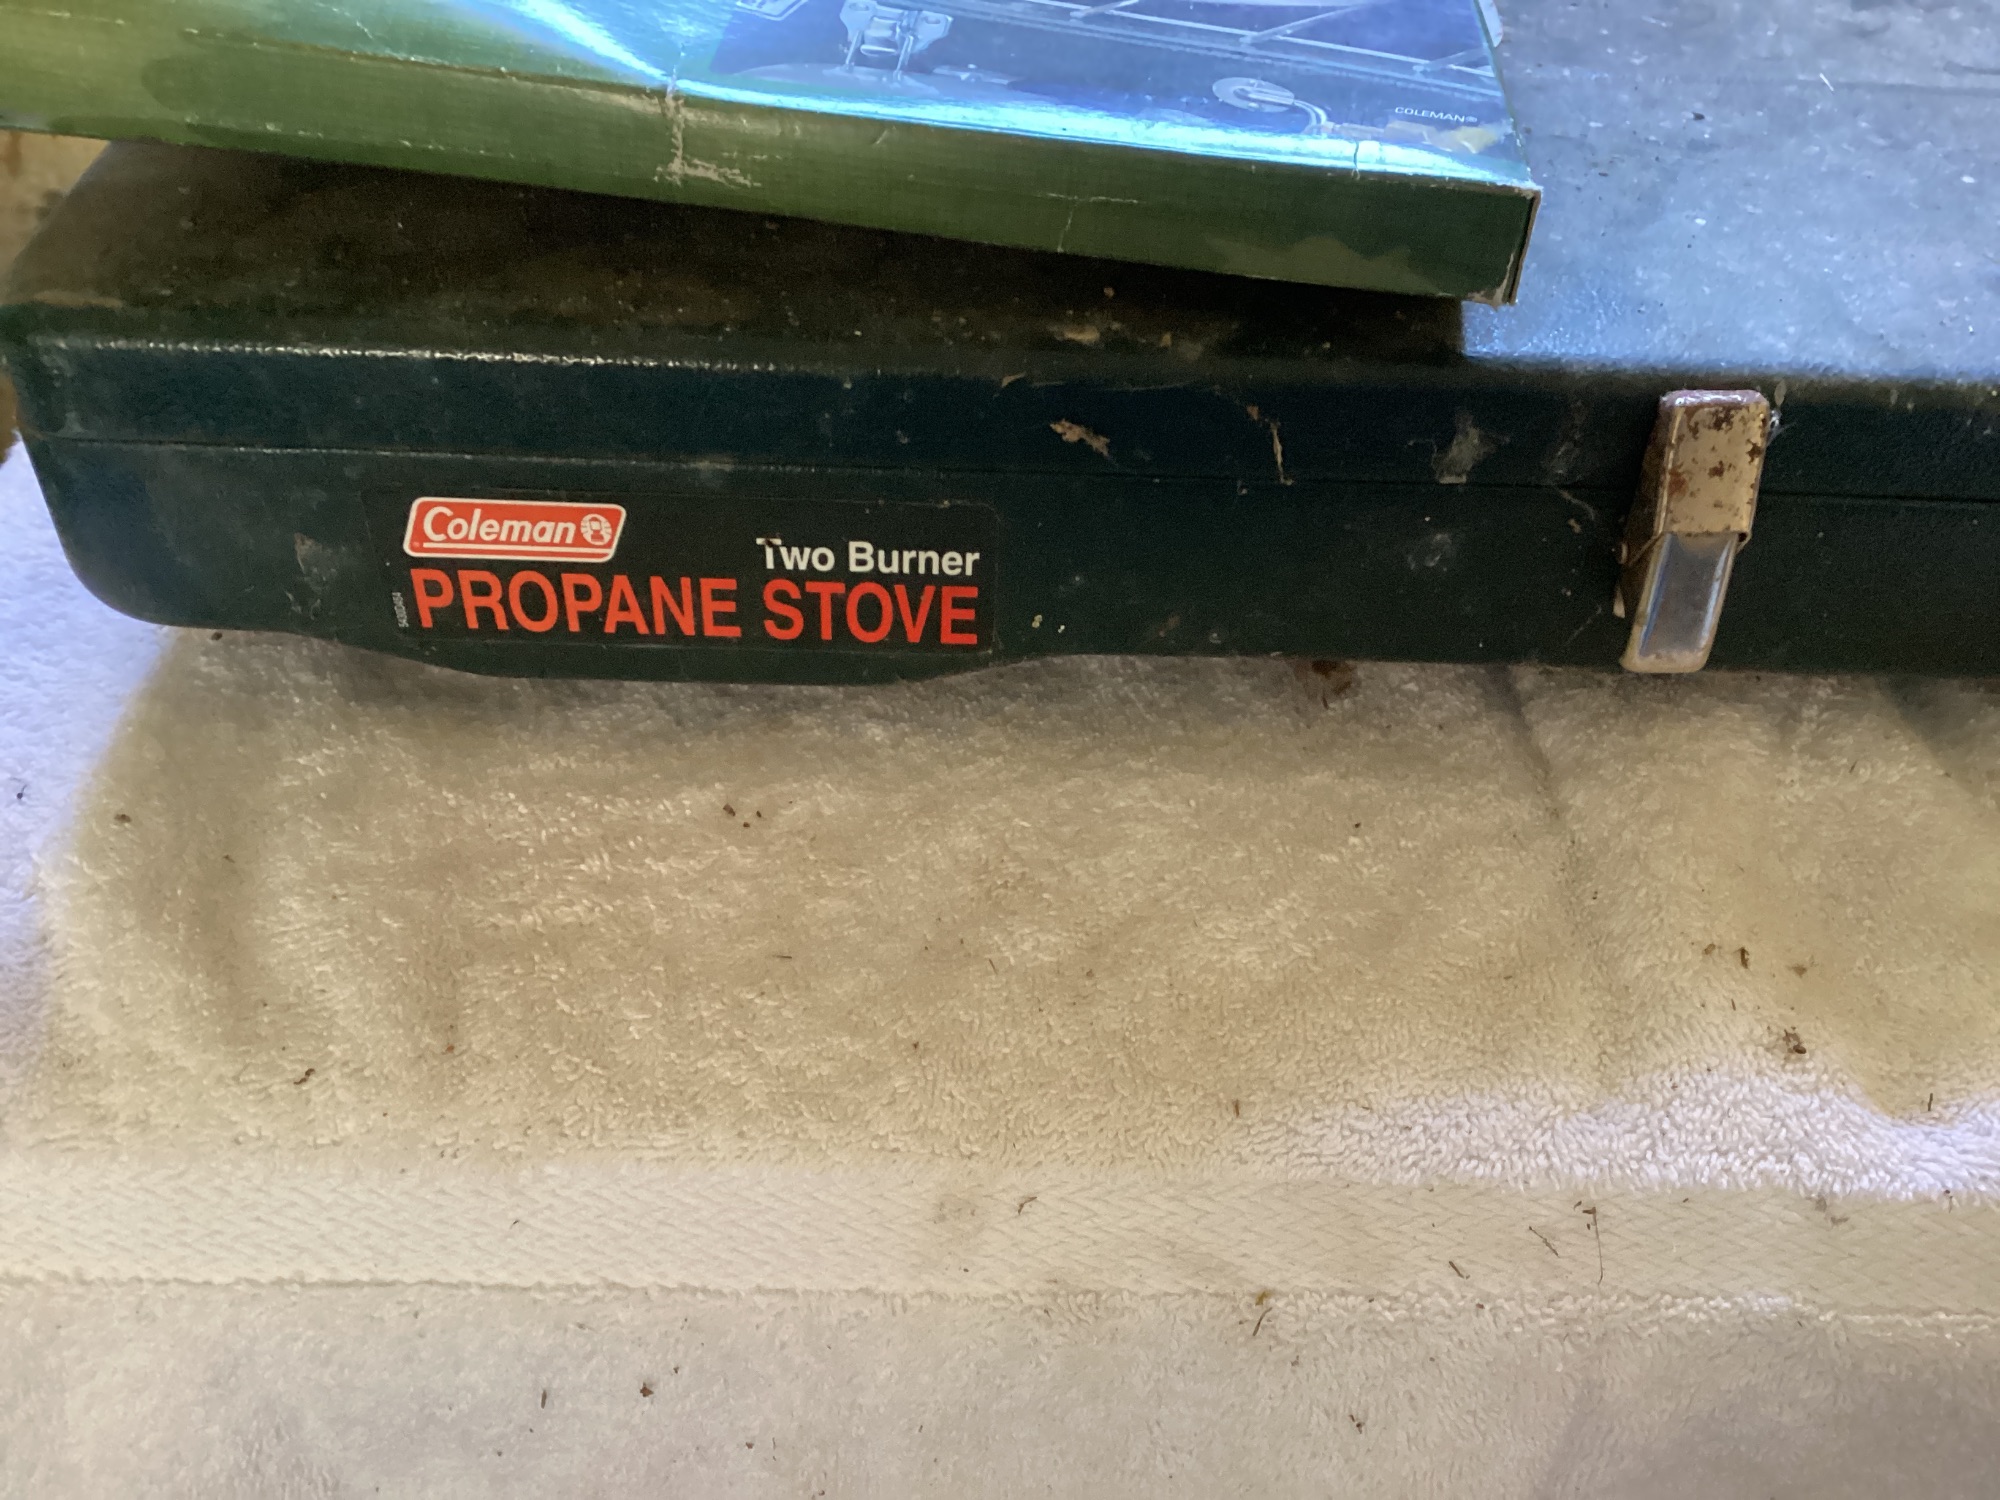 COLEMAN®
Coleman
Two Burner
PROPANE STOVE